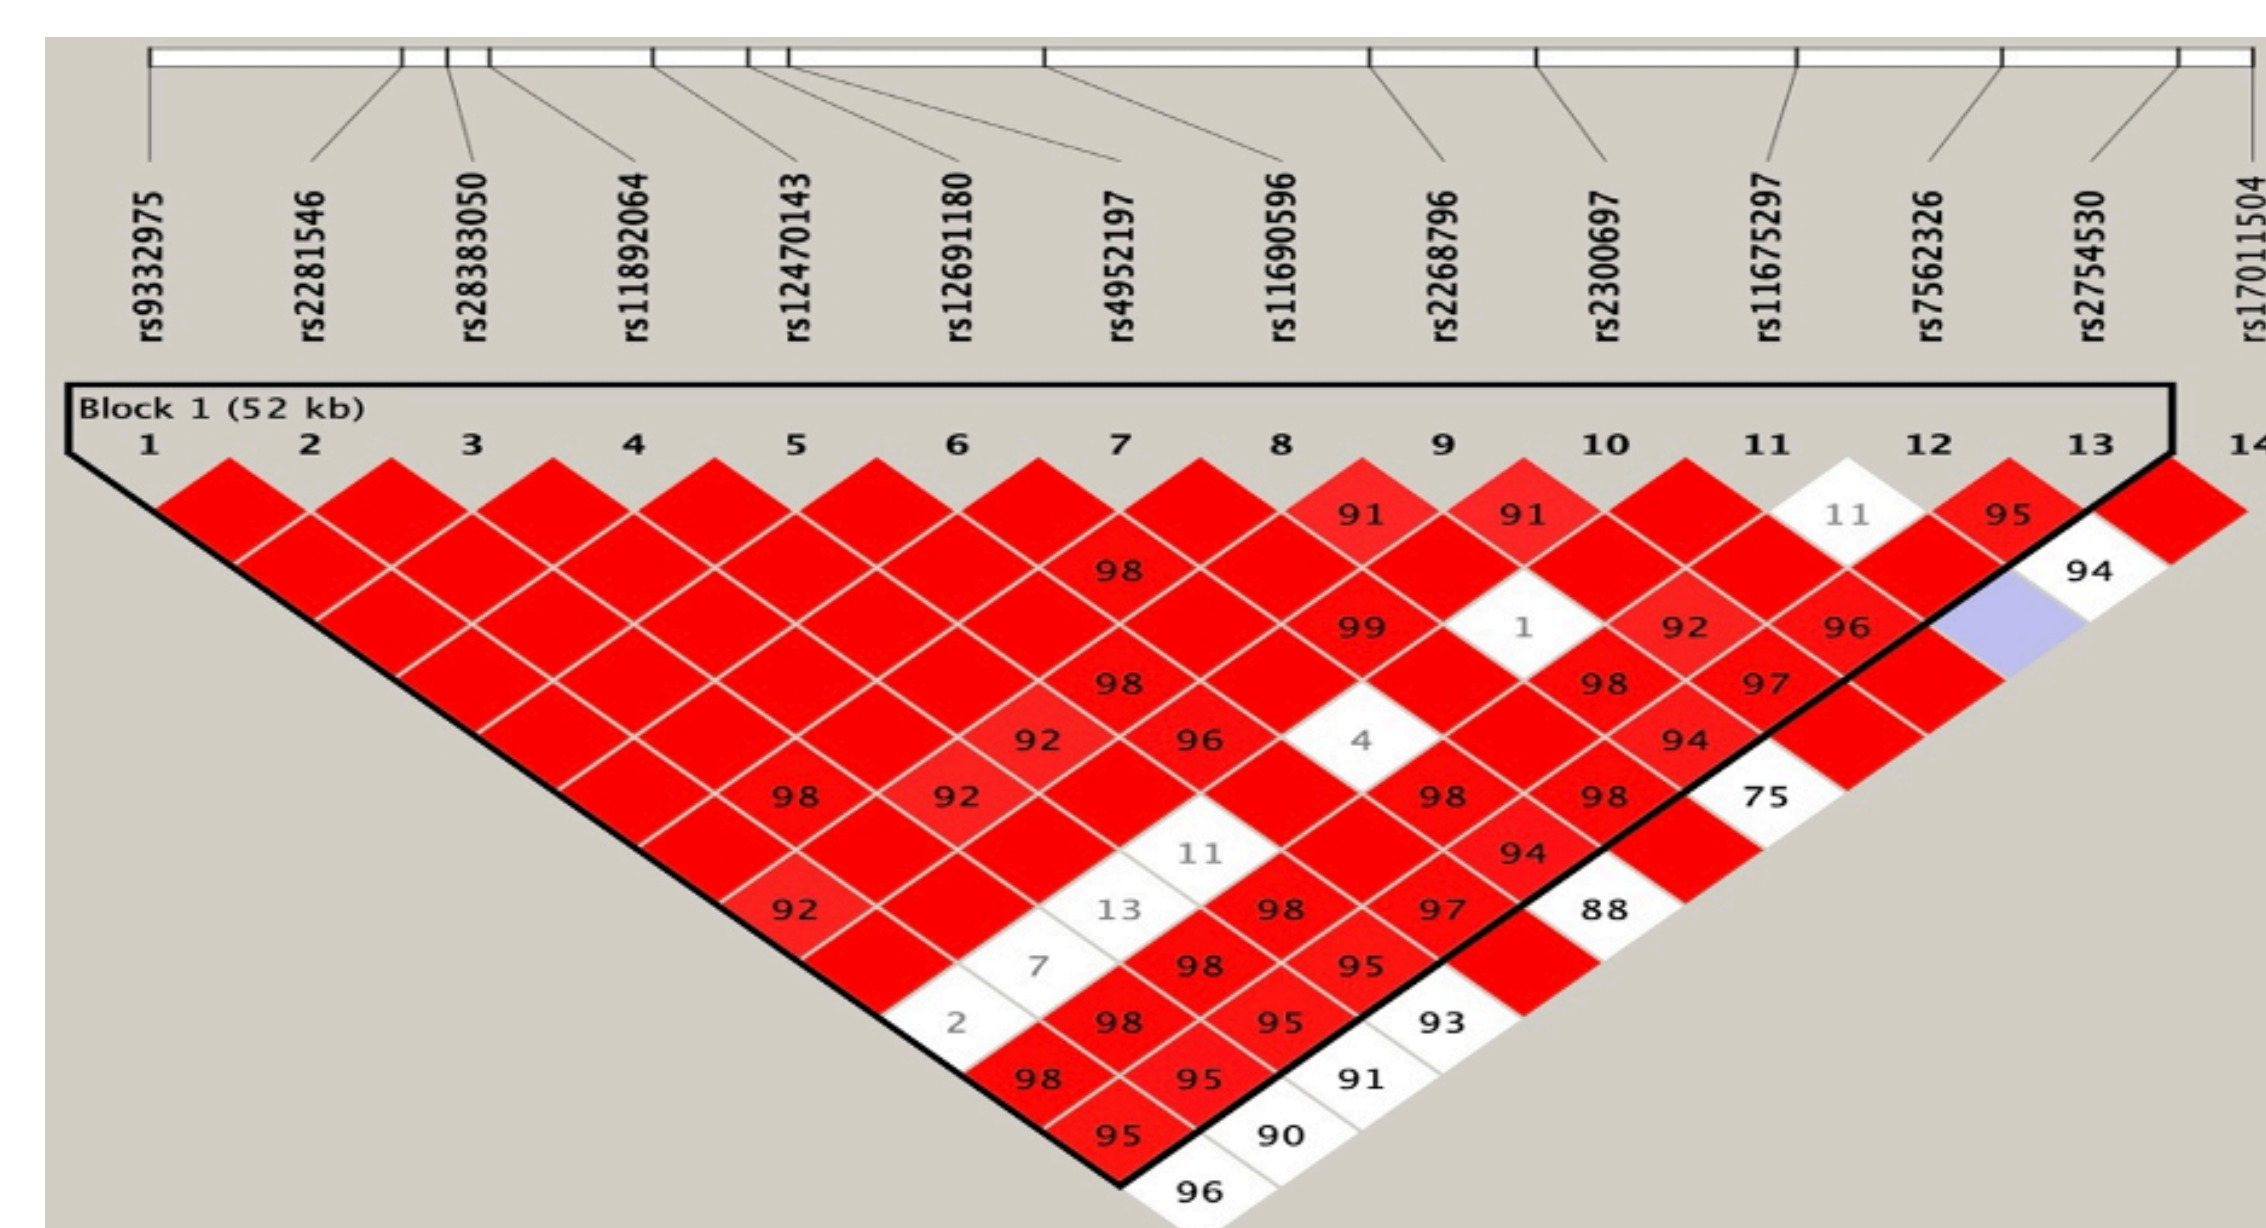 rs9332975
rs2281546
rs28383050
rs11892064
rs12470143
rs12691180
rs4952197
rs11690596
rs2268796
rs2300697
rs11675297
rs7562326
rs2754530
rs17011504
Block 1 (52 kb)
1 2 3 4 5 6 7 8 9 10 11 12 13 14
91 91 11 95
98 94
99 1 92 96
98 98 97
92 96 4 94
98 92 98 98 75
11 94
92 13 98 97 88
7 98 95
2 98 95 93
98 95 91
95 90
96